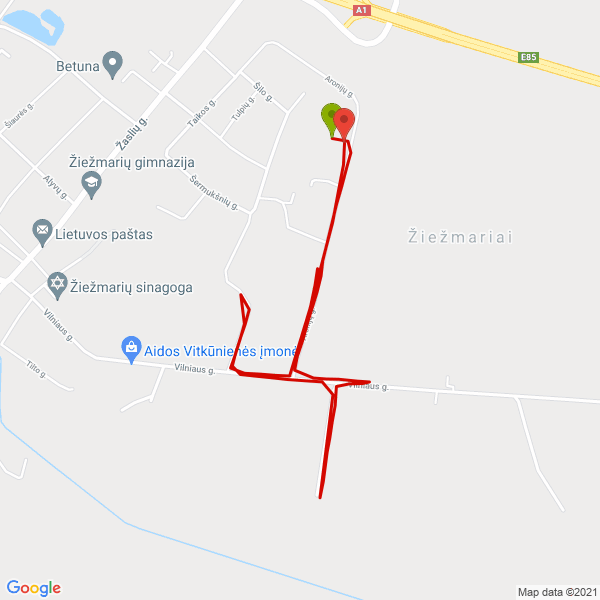 A1
E85
Betuna
Aronijų g.
Šilo g.
Tulpių g.
Taikos g.
Šiaurės g.
Žaslių g.
Žiežmarių gimnazija
Alyvų g.
Šermukšnių g.
Lietuvos paštas
Žiežmariai
Žiežmarių sinagoga
Vilniaus g.
Aidos Vitkūnienės įmonė
Tilto g.
Vilniaus g.
Vilniaus g.
Google
Map data ©2021